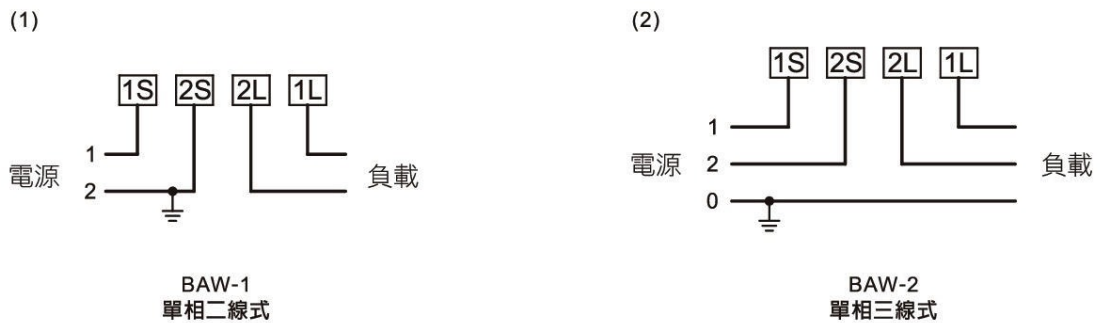 (1)
1S 2S 2L 1L
1
電源
負載
2
BAW-1
單相二線式
(2)
1S 2S 2L 1L
1
電源 2
負載
0
BAW-2
單相三線式